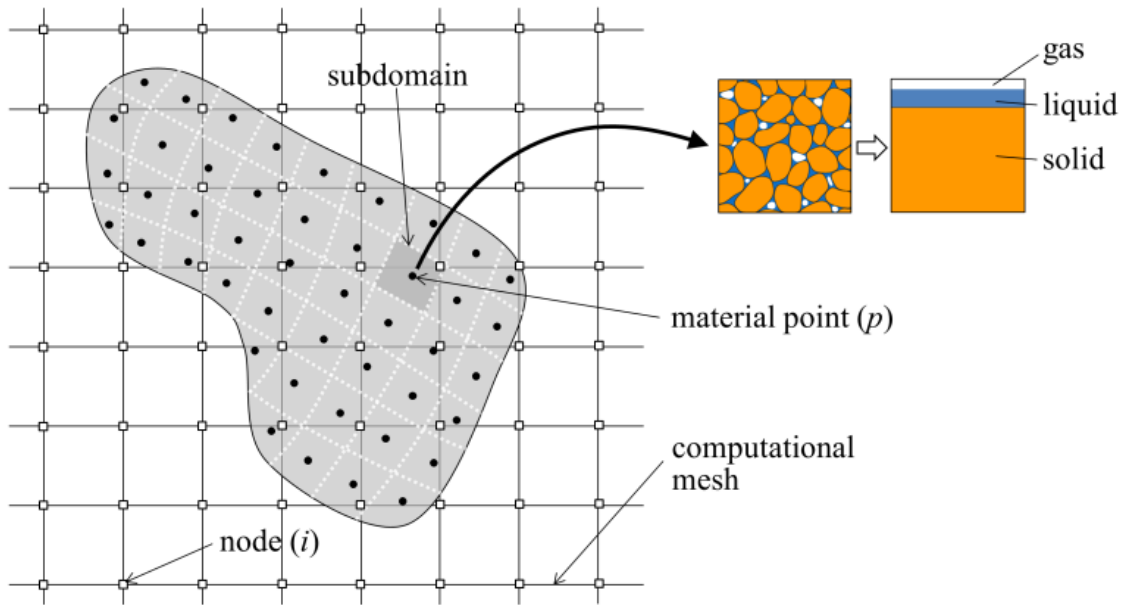 subdomain
gas
liquid
solid
material point (p)
computational
mesh
node (i)